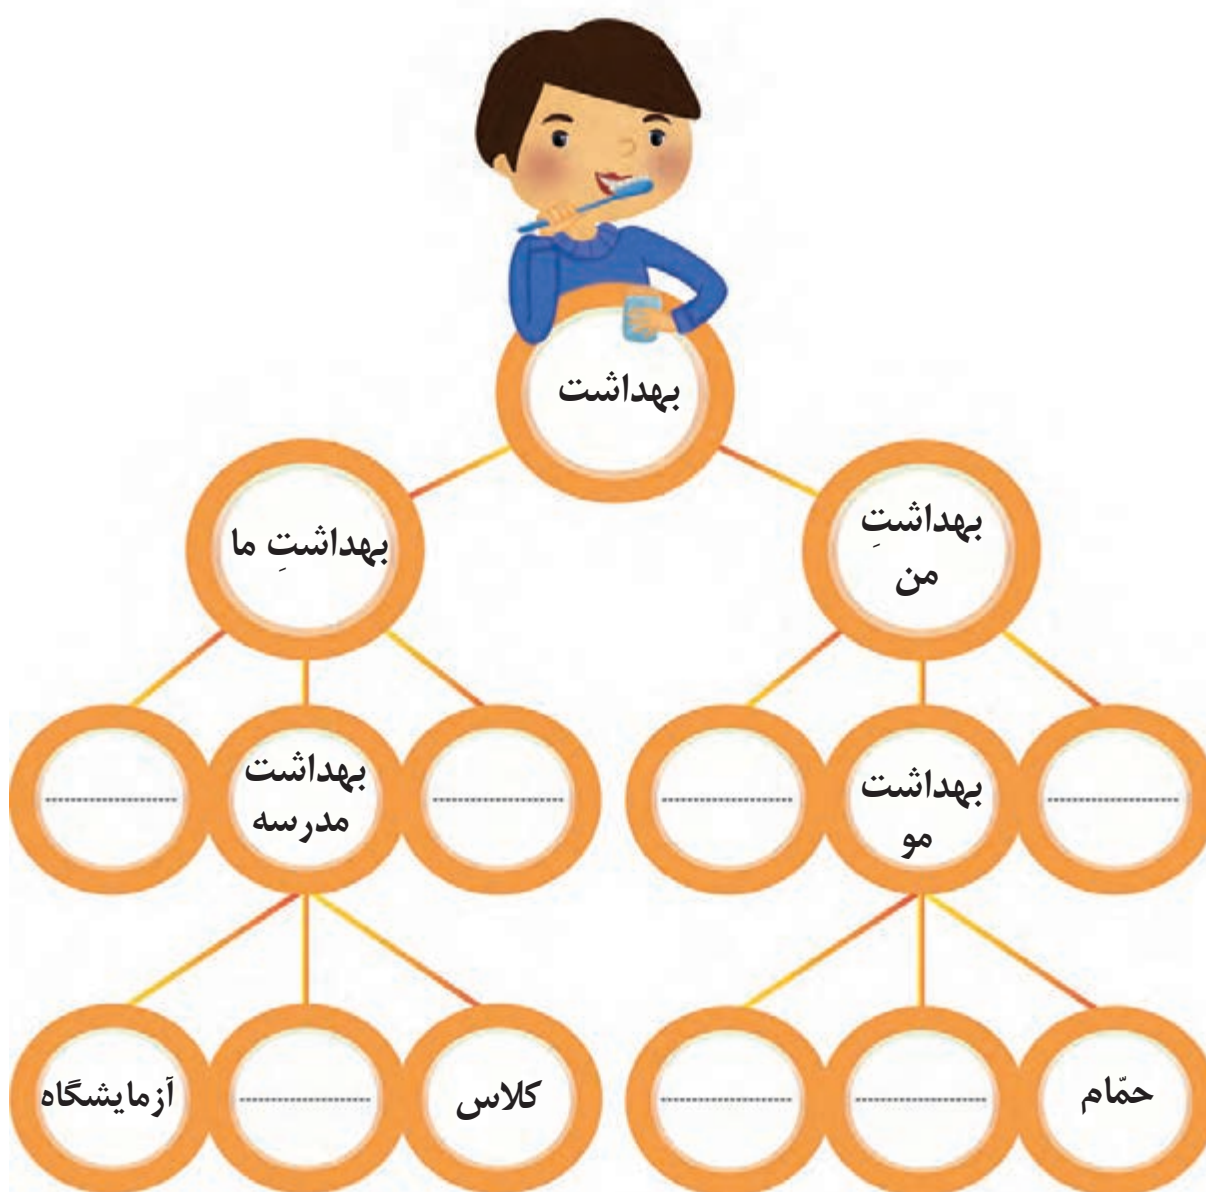 بهداشت
بهداشتِ
من
بهداشتِ ما
بهداشت
مو
بهداشت
مدرسه
حمّام
کلاس
آزمایشگاه